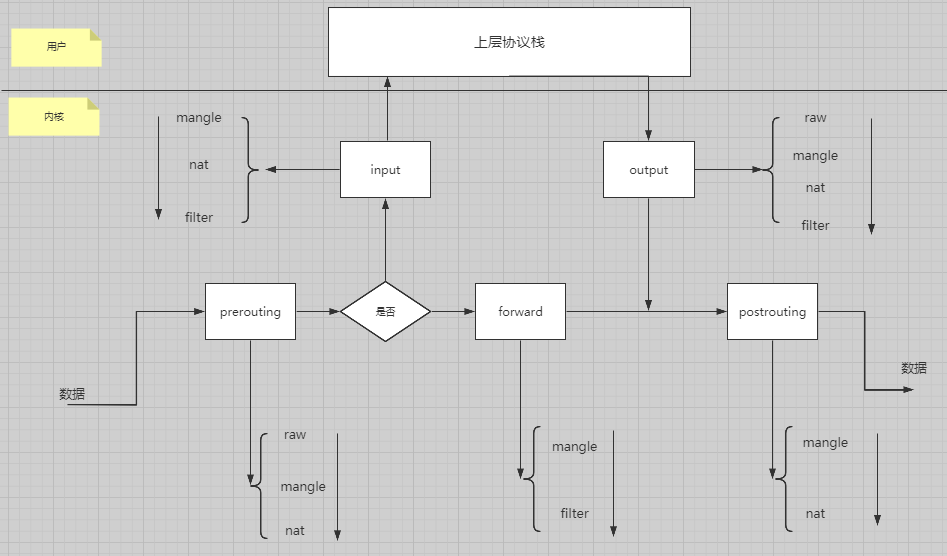 用户
上层协议栈
内核
mangle
nat
filter
input
output
raw
mangle
nat
filter
数据
prerouting
是否
forward
postrouting
数据
raw
mangle
nat
mangle
filter
mangle
nat